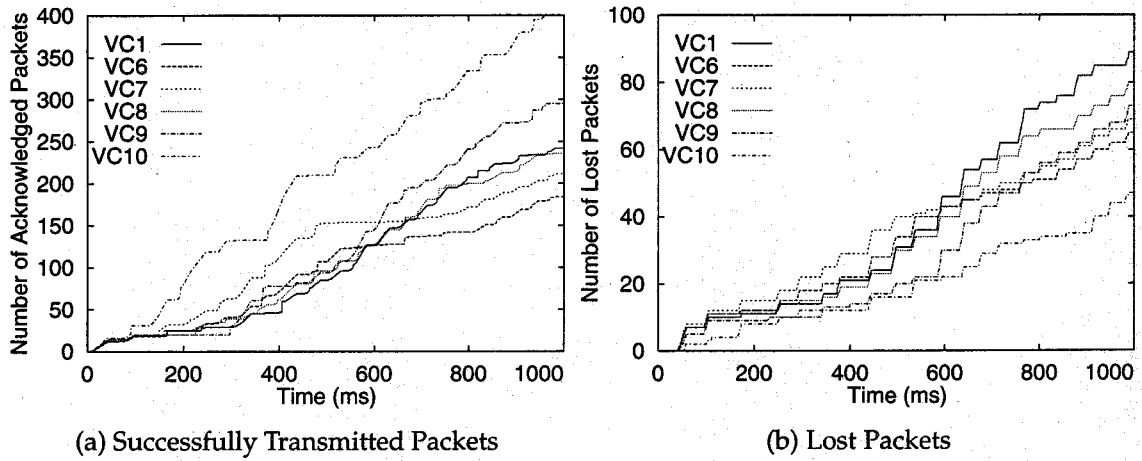 Number of Acknowledged Packets
400
350
300
250
200
150
100
50
0
VC1
VC6
VC7
VC8
VC9
VC10
0 200 400 600 800 1000
Time (ms)
(a) Successfully Transmitted Packets
Number of Lost Packets
100
80
60
40
20
0
VC1
VC6
VC7
VC8
VC9
VC10
0 200 400 600 800 1000
Time (ms)
(b) Lost Packets